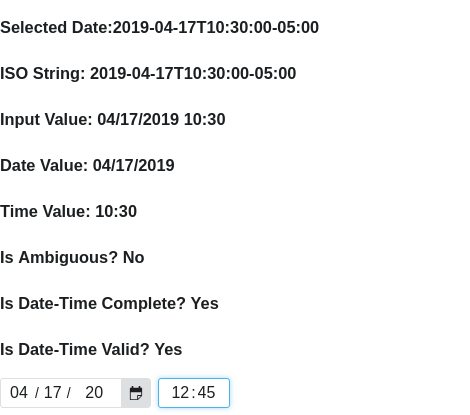 Selected Date:2019-04-17T10:30:00-05:00
ISO String: 2019-04-17T10:30:00-05:00
Input Value: 04/17/2019 10:30
Date Value: 04/17/2019
Time Value: 10:30
Is Ambiguous? No
Is Date-Time Complete? Yes
Is Date-Time Valid? Yes
04 / 17 / 20 12:45